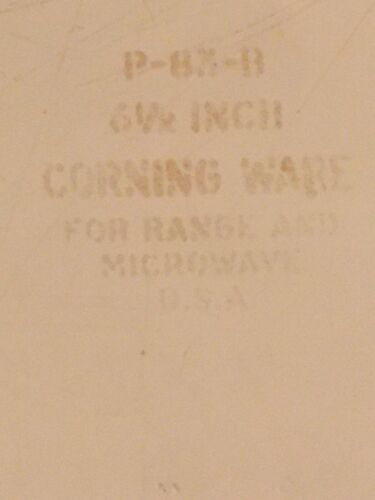 P-83-B
6½ INCH
CORNING WARE
FOR RANGE AND
MICROWAVE
U.S.A